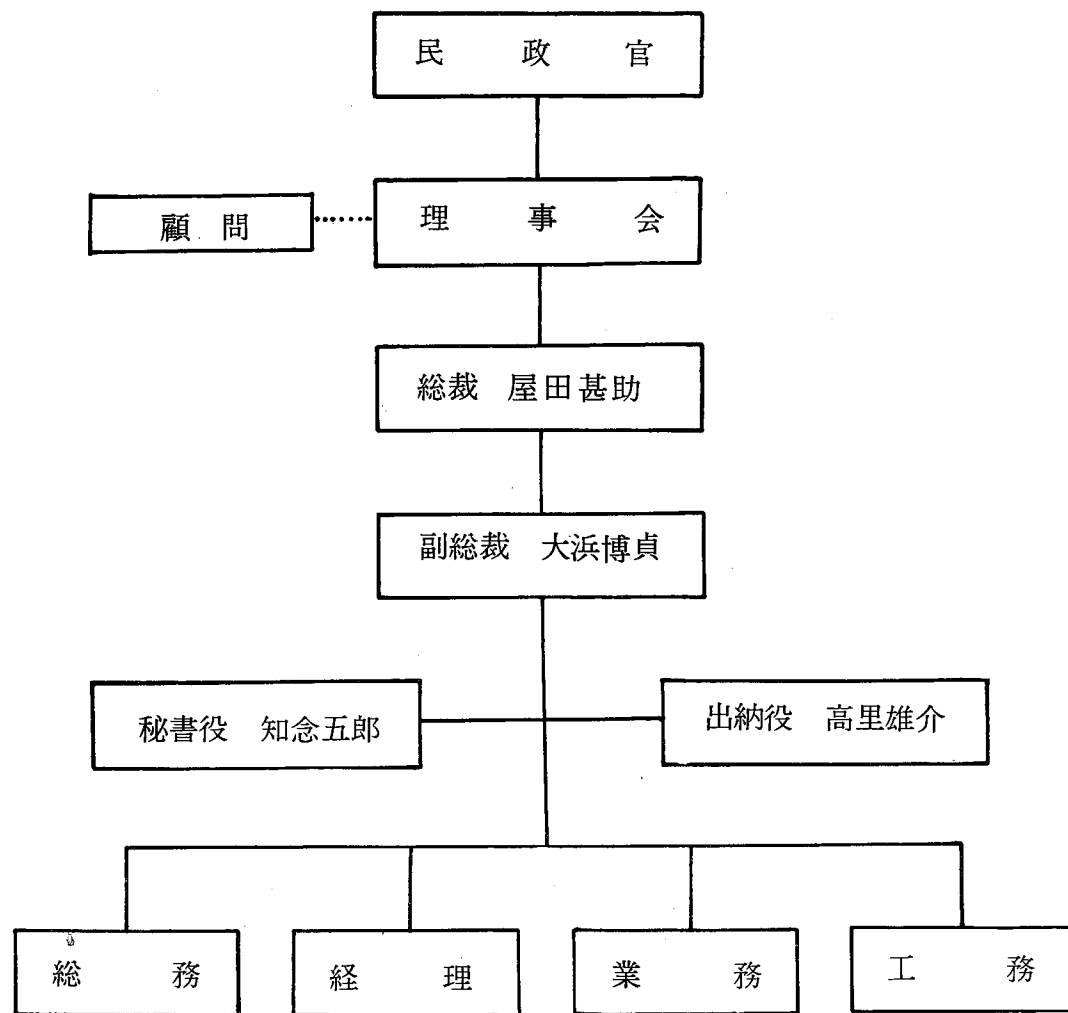 民政官
顧問
理事会
総裁 屋田甚助
副総裁 大浜博貞
秘書役 知念五郎
出納役 高里雄介
総務
経理
業務
工務